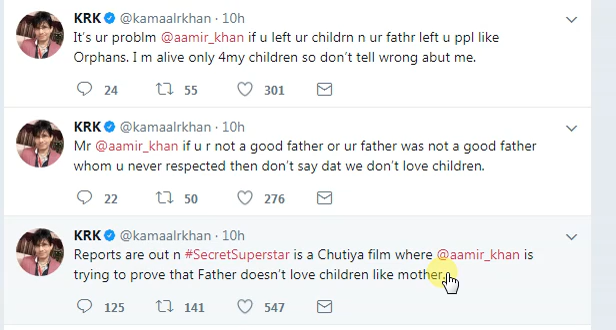 KRK @kamaalrkhan · 10h
It's ur problm @aamir_khan if u left ur childrn n ur fathr left u ppl like
Orphans. I m alive only 4my children so don't tell wrong abut me.
24 55 301
KRK @kamaalrkhan · 10h
Mr @aamir_khan if u r not a good father or ur father was not a good father
whom u never respected then don't say dat we don't love children.
22 50 276
KRK @kamaalrkhan · 10h
Reports are out n #SecretSuperstar is a Chutiya film where @aamir_khan is
trying to prove that Father doesn't love children like mother.
125 141 547